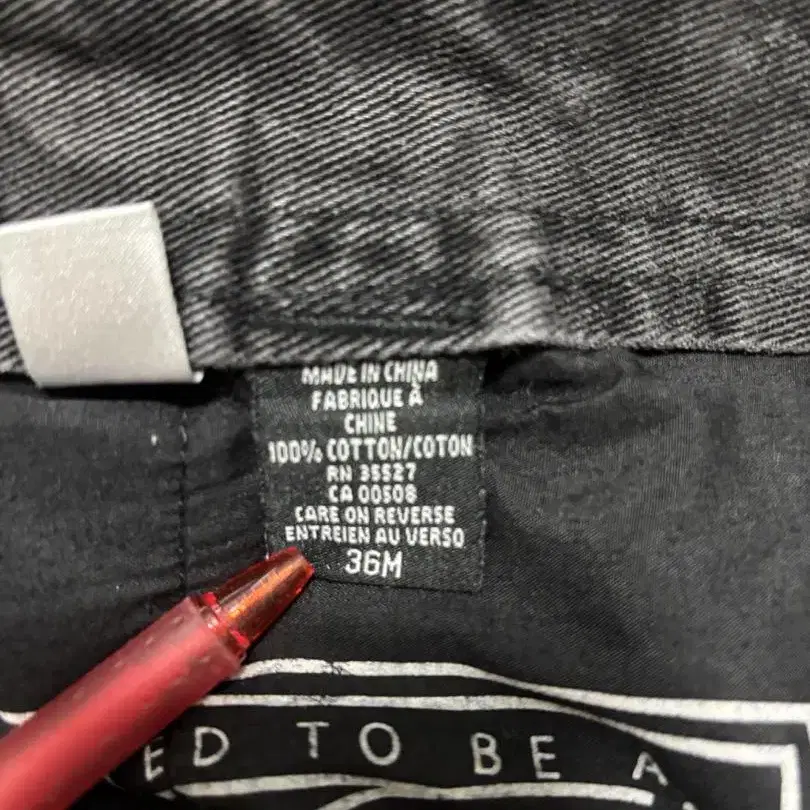 MADE IN CHINA
FABRIQUE À
CHINE
100% COTTON/COTON
RN 35527
CA 00508
CARE ON REVERSE
ENTREIEN AU VERSO
36M
ED TO BE A